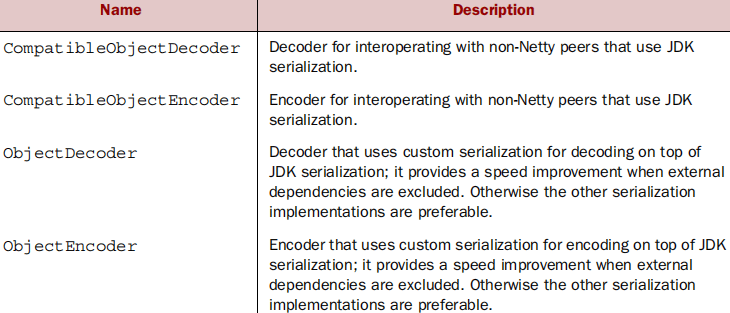 Name Description
CompatibleObjectDecoder Decoder for interoperating with non-Netty peers that use JDK
serialization.
CompatibleObjectEncoder Encoder for interoperating with non-Netty peers that use JDK
serialization.
ObjectDecoder Decoder that uses custom serialization for decoding on top of
JDK serialization; it provides a speed improvement when external
dependencies are excluded. Otherwise the other serialization
implementations are preferable.
ObjectEncoder Encoder that uses custom serialization for encoding on top of JDK
serialization; it provides a speed improvement when external
dependencies are excluded. Otherwise the other serialization
implementations are preferable.